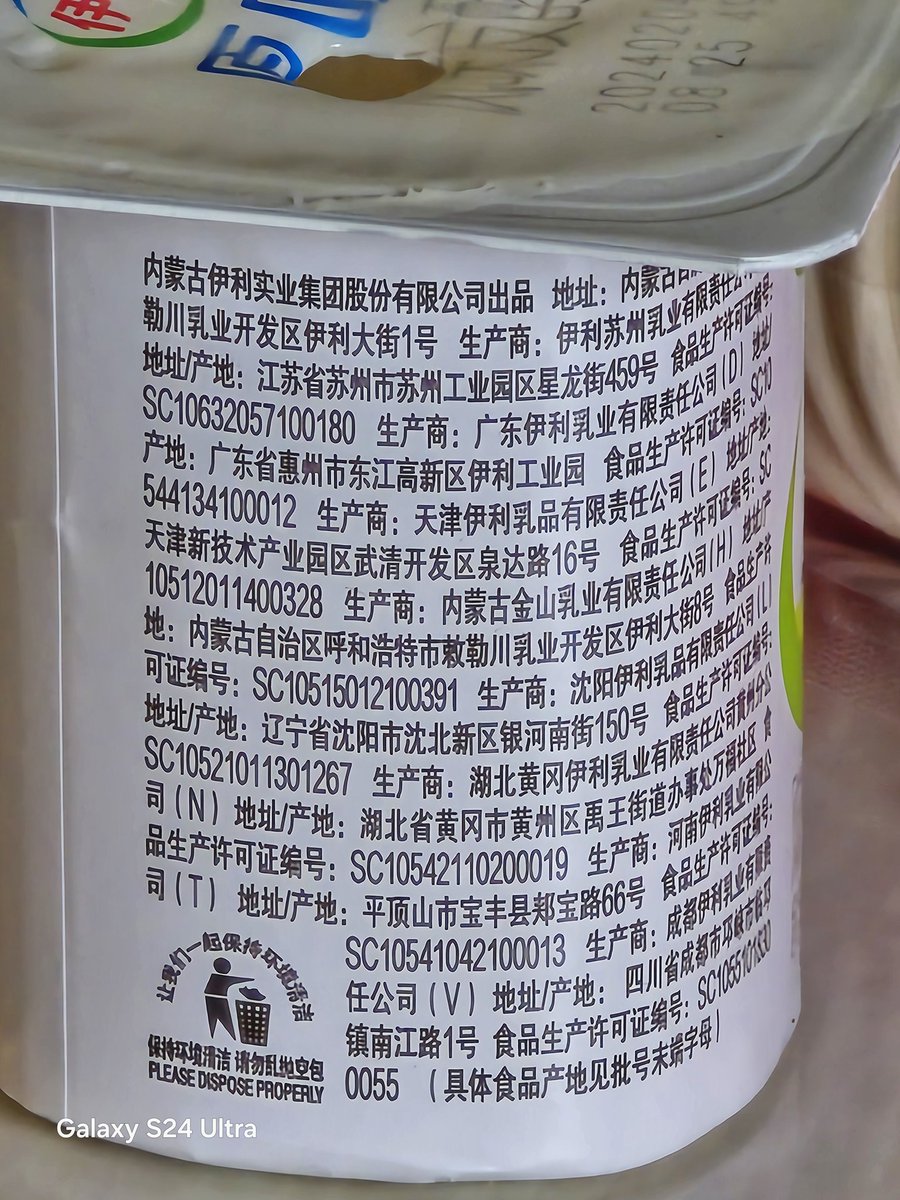 伊
2024020
08 25 4
内蒙古伊利实业集团股份有限公司出品 地址：内蒙古
勒川乳业开发区伊利大街1号 生产商：伊利苏州乳业有限责任公
地址/产地：江苏省苏州市苏州工业园区星龙街459号 食品生产许可证编号：
SC10632057100180 生产商：广东伊利乳业有限责任公司(D) 地址/
产地：广东省惠州市东江高新区伊利工业园 食品生产许可证编号：SC10
544134100012 生产商：天津伊利乳品有限责任公司(E) 地址/产地：
天津新技术产业园区武清开发区泉达路16号 食品生产许可证编号：SC
10512011400328 生产商：内蒙古金山乳业有限责任公司(H) 地址/产
地：内蒙古自治区呼和浩特市敕勒川乳业开发区伊利大街8号 食品生产许
可证编号：SC10515012100391 生产商：沈阳伊利乳品有限责任公司(L)
地址/产地：辽宁省沈阳市沈北新区银河南街150号 食品生产许可证编号：
SC10521011301267 生产商：湖北黄冈伊利乳业有限责任公司黄州分公
司(N) 地址/产地：湖北省黄冈市黄州区禹王街道办事处万福社区 食
品生产许可证编号：SC10542110200019 生产商：河南伊利乳业有限公
司(T) 地址/产地：平顶山市宝丰县郏宝路66号 食品生产许可证编号：
SC10541042100013 生产商：成都伊利乳业有限责
任公司(V) 地址/产地：四川省成都市邛崃市临邛
镇南江路1号 食品生产许可证编号：SC1055101830
0055 (具体食品产地见批号末端字母)
让我们一起保持环境清洁
保持环境清洁 请勿乱抛空包
PLEASE DISPOSE PROPERLY
Galaxy S24 Ultra